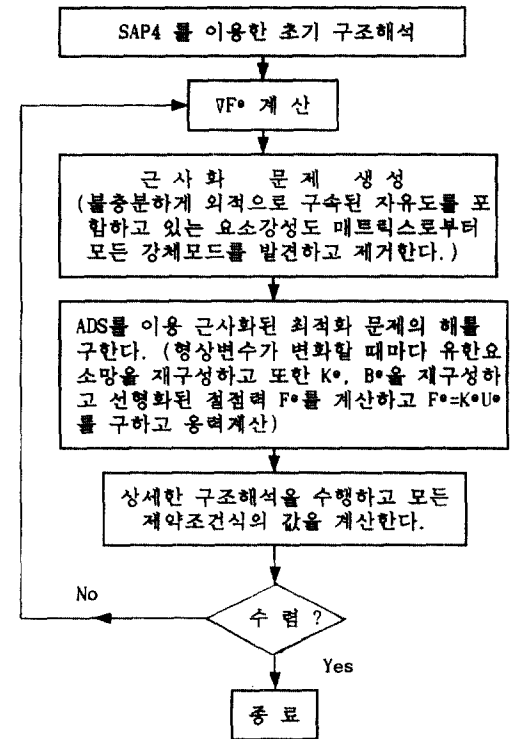 SAP4 를 이용한 초기 구조해석
∇Fᵉ 계 산
근 사 화 문 제 생 성
(불충분하게 외적으로 구속된 자유도를 포
함하고 있는 요소강성도 매트릭스로부터
모든 강체모드를 발견하고 제거한다.)
ADS를 이용 근사화된 최적화 문제의 해를
구한다. (형상변수가 변화할 때마다 유한요
소망을 재구성하고 또한 Kᵉ, Bᵉ을 재구성하
고 선형화된 절점력 Fᵉ를 계산하고 Fᵉ=KᵉUᵉ
를 구하고 응력계산)
상세한 구조해석을 수행하고 모든
제약조건식의 값을 계산한다.
No
수 렴 ?
Yes
종 료